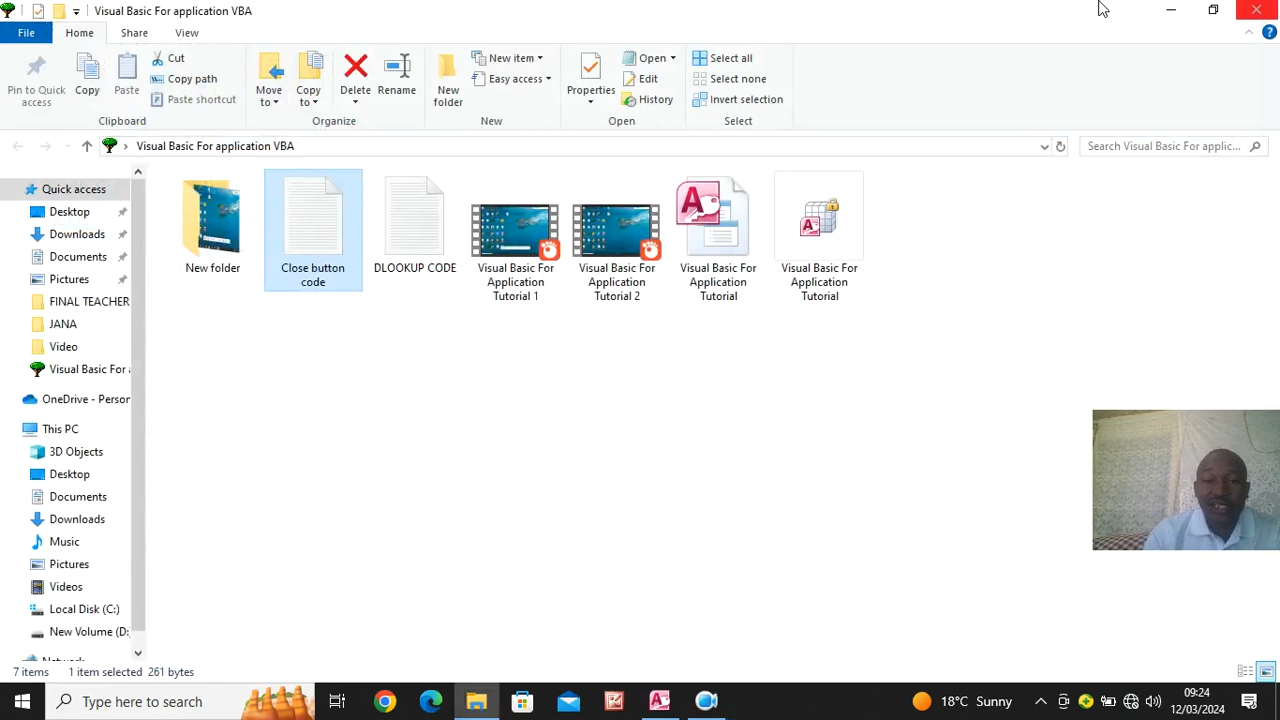 Visual Basic For application VBA
File
Home
Share
View
Pin to Quick access
Copy
Paste
Cut
Copy path
Paste shortcut
Clipboard
Move to
Copy to
Delete
Rename
Organize
New folder
New item
Easy access
New
Properties
Open
Edit
History
Open
Select all
Select none
Invert selection
Select
Visual Basic For application VBA
Search Visual Basic For applic...
Quick access
Desktop
Downloads
Documents
Pictures
FINAL TEACHER
JANA
Video
Visual Basic For a
OneDrive - Person
This PC
3D Objects
Desktop
Documents
Downloads
Music
Pictures
Videos
Local Disk (C:)
New Volume (D:
Network
New folder
Close button
code
DLOOKUP CODE
Visual Basic For
Application
Tutorial 1
Visual Basic For
Application
Tutorial 2
Visual Basic For
Application
Tutorial
Visual Basic For
Application
Tutorial
7 items
1 item selected
261 bytes
Type here to search
18°C Sunny
09:24
12/03/2024